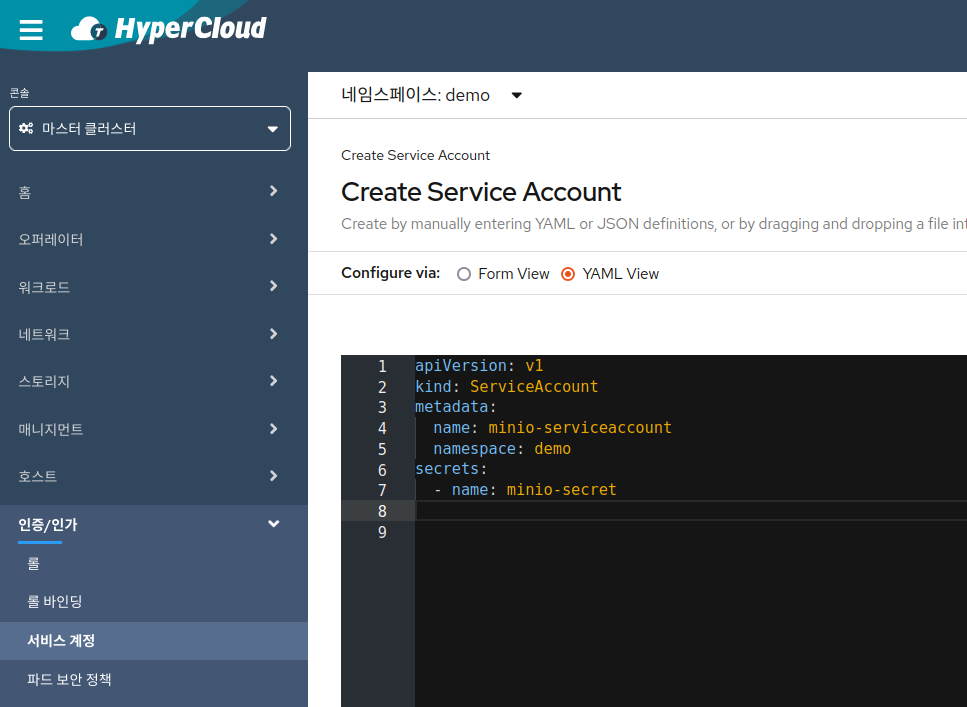 HyperCloud
콘솔
마스터 클러스터
홈
오퍼레이터
워크로드
네트워크
스토리지
매니지먼트
호스트
인증/인가
롤
롤 바인딩
서비스 계정
파드 보안 정책
네임스페이스: demo
Create Service Account
Create Service Account
Create by manually entering YAML or JSON definitions, or by dragging and dropping a file int
Configure via: Form View YAML View
1 apiVersion: v1
2 kind: ServiceAccount
3 metadata:
4 name: minio-serviceaccount
5 namespace: demo
6 secrets:
7 - name: minio-secret
8
9